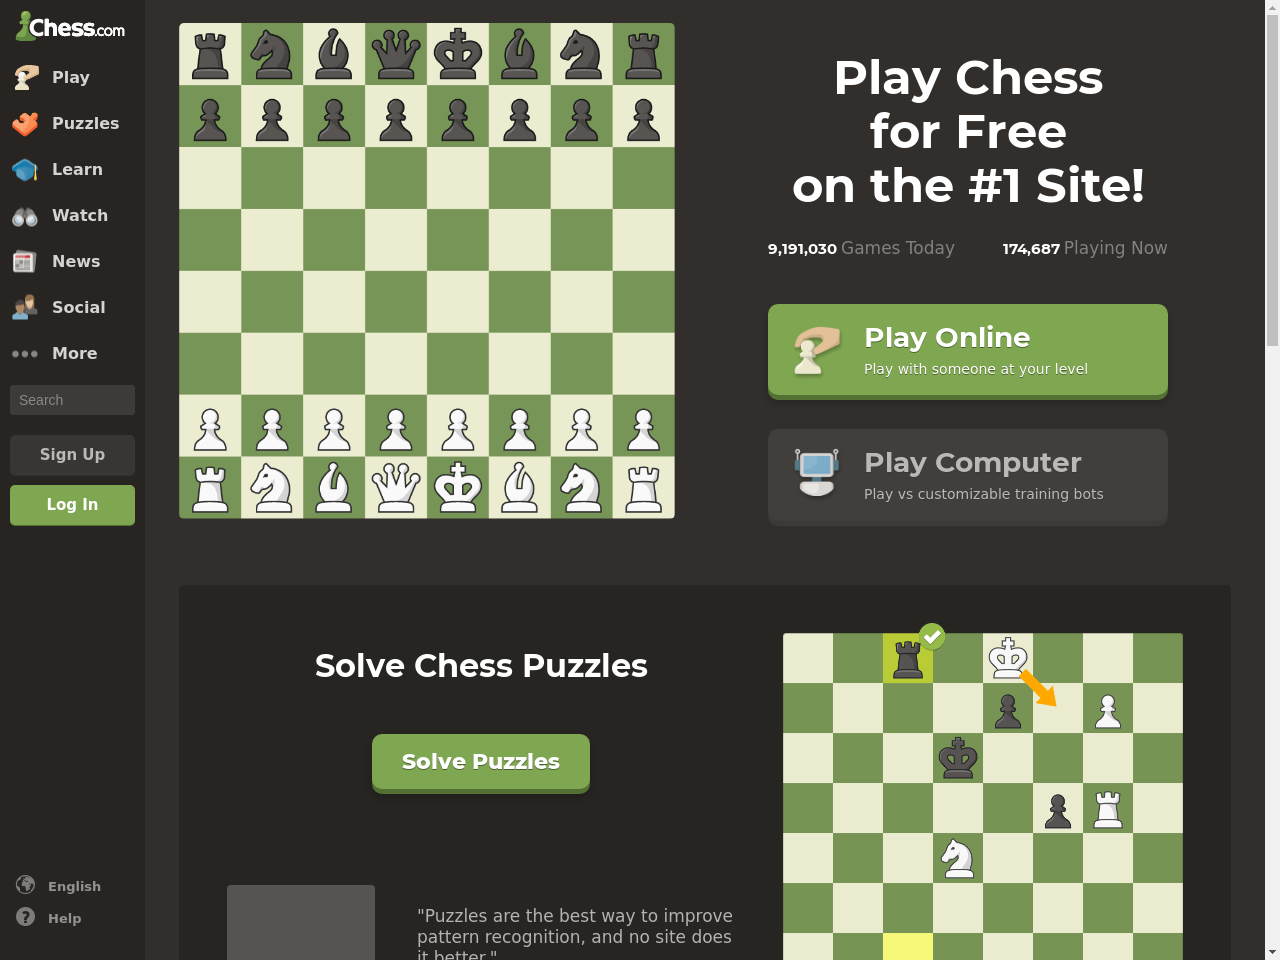 Chess.com
Play
Puzzles
Learn
Watch
News
Social
More
Search
Sign Up
Log In
English
Help
Play Chess
for Free
on the #1 Site!
9,191,030 Games Today
174,687 Playing Now
Play Online
Play with someone at your level
Play Computer
Play vs customizable training bots
Solve Chess Puzzles
Solve Puzzles
"Puzzles are the best way to improve
pattern recognition, and no site does
it better."